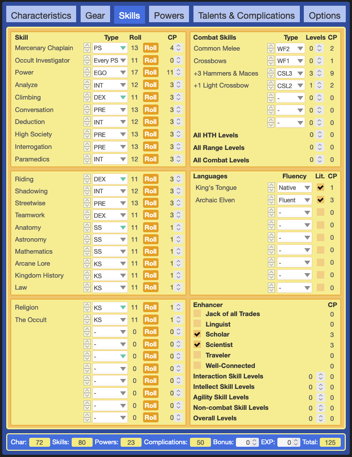 Characteristics Gear Skills Powers Talents & Complications Options
Skill Type Roll CP
Mercenary Chaplain PS 13 Roll 4
Occult Investigator Every PS 11 Roll 0
Power EGO 17 Roll 11
Analyze INT 12 Roll 3
Climbing DEX 11 Roll 3
Conversation PRE 13 Roll 3
Deduction INT 12 Roll 3
High Society PRE 13 Roll 3
Interrogation PRE 13 Roll 3
Paramedics INT 12 Roll 3
Combat Skills Levels CP
Common Melee WF2 0 2
Crossbows WF1 0 1
+3 Hammers & Maces CSL3 3 9
+1 Light Crossbow CSL2 1 2
- 0 0
- 0 0
- 0 0
All HTH Levels 0 0
All Range Levels 0 0
All Combat Levels 0 0
Riding DEX 11 Roll 3
Shadowing INT 12 Roll 3
Streetwise PRE 13 Roll 3
Teamwork DEX 11 Roll 3
Anatomy SS 11 Roll 1
Astronomy SS 11 Roll 1
Mathematics SS 11 Roll 1
Arcane Lore KS 11 Roll 1
Kingdom History KS 11 Roll 1
Law KS 11 Roll 1
Languages Fluency Lit. CP
King's Tongue Native 1
Archaic Elven Fluent 3
- 0
- 0
- 0
- 0
- 0
- 0
- 0
Religion KS 11 Roll 1
The Occult KS 11 Roll 1
- 0 Roll 0
- 0 Roll 0
- 0 Roll 0
- 0 Roll 0
- 0 Roll 0
- 0 Roll 0
- 0 Roll 0
- 0 Roll 0
Enhancer CP
Jack of all Trades 0
Linguist 0
Scholar 3
Scientist 3
Traveler 0
Well-Connected 0
Interaction Skill Levels 0 0
Intellect Skill Levels 0 0
Agility Skill Levels 0 0
Non-combat Skill Levels 0 0
Overall Levels 0 0
Char: 72 Skills: 80 Powers: 23 Complications: 50 Bonus: 0 EXP: 0 Total: 125